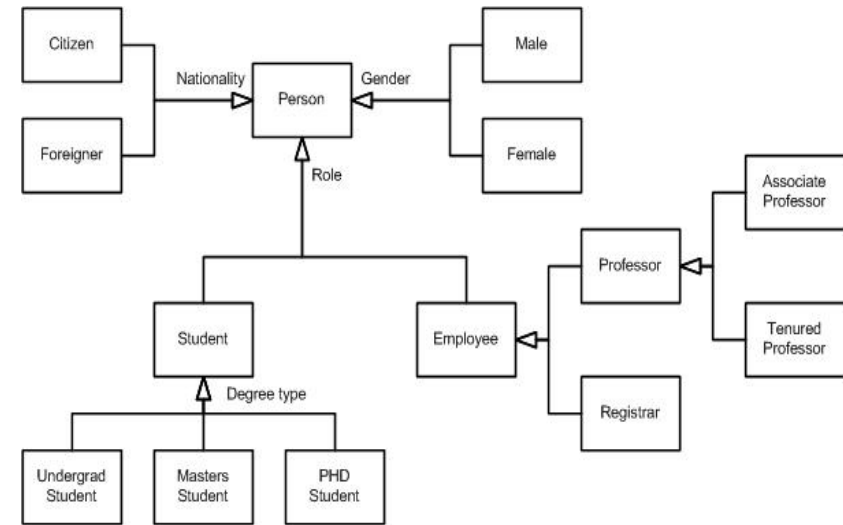 Citizen
Male
Nationality
Gender
Person
Foreigner
Female
Role
Associate
Professor
Professor
Student
Employee
Tenured
Professor
Degree type
Registrar
Undergrad
Student
Masters
Student
PHD
Student